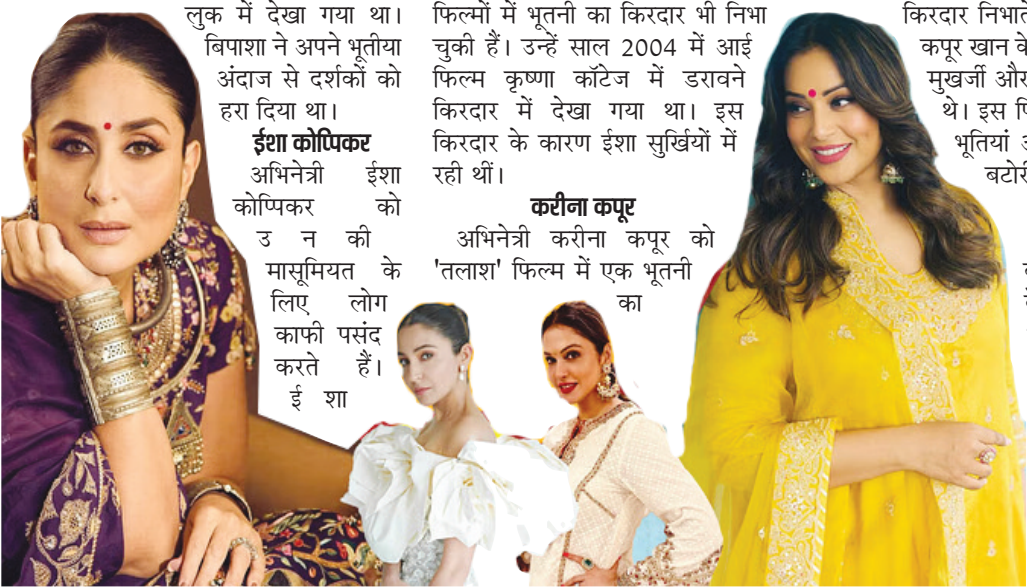 लुक में देखा गया था।
बिपाशा ने अपने भूतीया
अंदाज से दर्शकों को
हरा दिया था।
ईशा कोप्पिकर
अभिनेत्री ईशा
कोप्पिकर को
उ न की
मासूमियत के
लिए लोग
काफी पसंद
करते हैं।
ई शा
फिल्मों में भूतनी का किरदार भी निभा
चुकी हैं। उन्हें साल 2004 में आई
फिल्म कृष्णा कॉटेज में डरावने
किरदार में देखा गया था। इस
किरदार के कारण ईशा सुर्खियों में
रही थीं।
करीना कपूर
अभिनेत्री करीना कपूर को
'तलाश' फिल्म में एक भूतनी
का
किरदार निभाते
कपूर खान के
मुखर्जी और
थे। इस
भूतियां
बटोरी